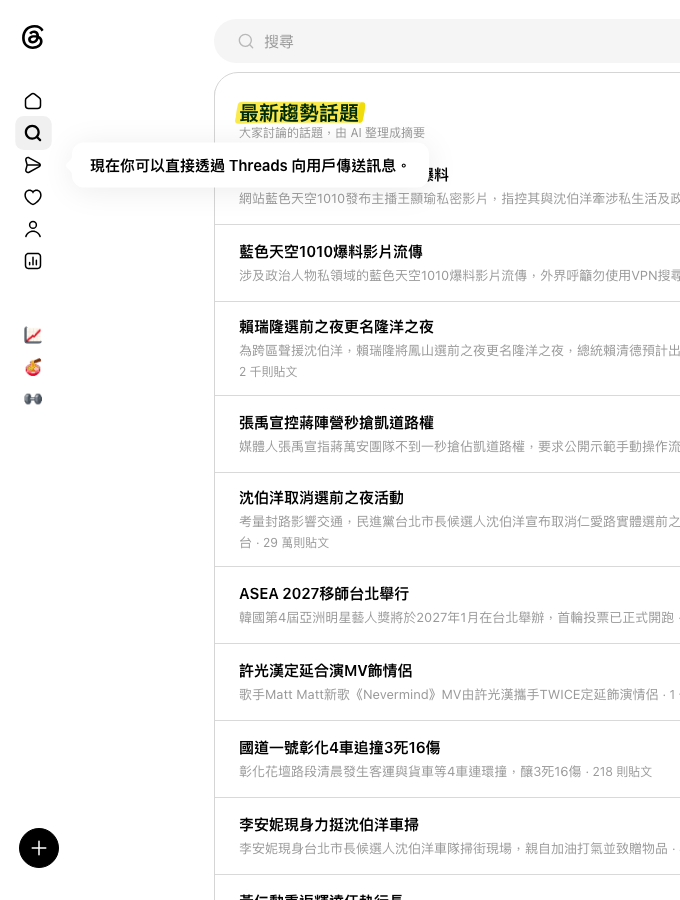 搜尋
最新趨勢話題
大家討論的話題，由 AI 整理成摘要
現在你可以直接透過 Threads 向用戶傳送訊息。
爆料
網站藍色天空1010發布主播王顥瑜私密影片，指控其與沈伯洋牽涉私生活及政
藍色天空1010爆料影片流傳
涉及政治人物私領域的藍色天空1010爆料影片流傳，外界呼籲勿使用VPN搜尋
賴瑞隆選前之夜更名隆洋之夜
為跨區聲援沈伯洋，賴瑞隆將鳳山選前之夜更名隆洋之夜，總統賴清德預計出
2 千則貼文
張禹宣控蔣陣營秒搶凱道路權
媒體人張禹宣指蔣萬安團隊不到一秒搶佔凱道路權，要求公開示範手動操作流
沈伯洋取消選前之夜活動
考量封路影響交通，民進黨台北市長候選人沈伯洋宣布取消仁愛路實體選前之
台 · 29 萬則貼文
ASEA 2027移師台北舉行
韓國第4屆亞洲明星藝人獎將於2027年1月在台北舉辦，首輪投票已正式開跑 ·
許光漢定延合演MV飾情侶
歌手Matt Matt新歌《Nevermind》MV由許光漢攜手TWICE定延飾演情侶 · 1
國道一號彰化4車追撞3死16傷
彰化花壇路段清晨發生客運與貨車等4車連環撞，釀3死16傷 · 218 則貼文
李安妮現身力挺沈伯洋車掃
李安妮現身台北市長候選人沈伯洋車隊掃街現場，親自加油打氣並致贈物品 ·